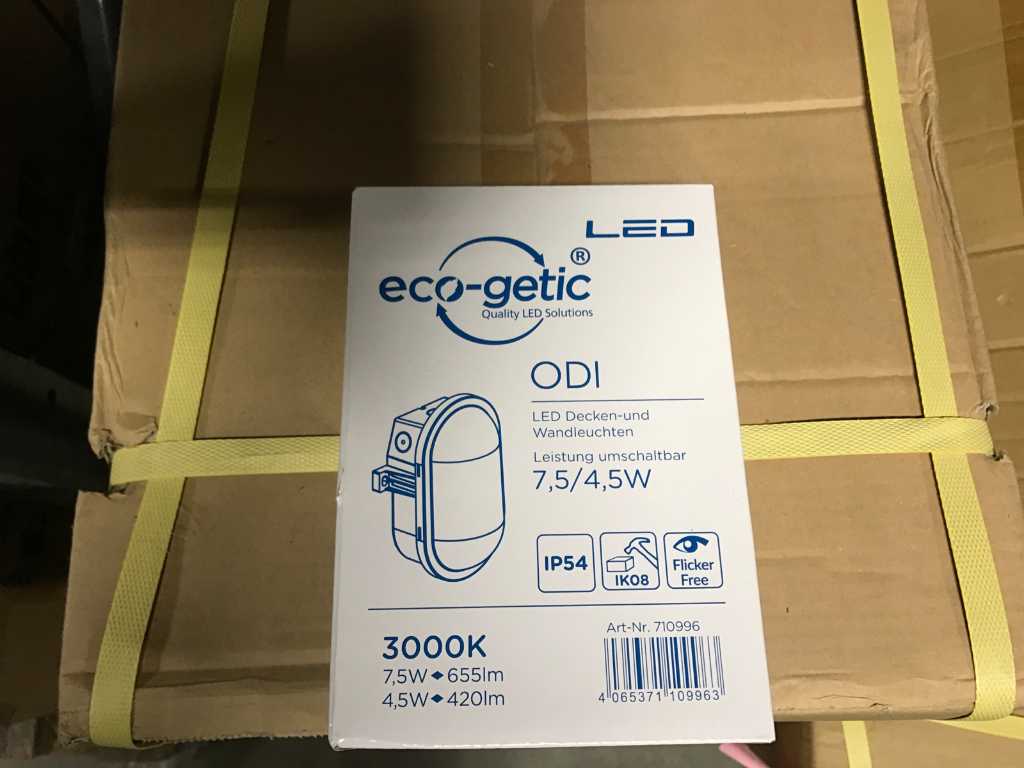 LED
eco-getic®
Quality LED Solutions
ODI
LED Decken-und
Wandleuchten
Leistung umschaltbar
7,5/4,5W
IP54
IK08
Flicker
Free
3000K
7,5W 655lm
4,5W 420lm
Art-Nr. 710996
4 065371 109963